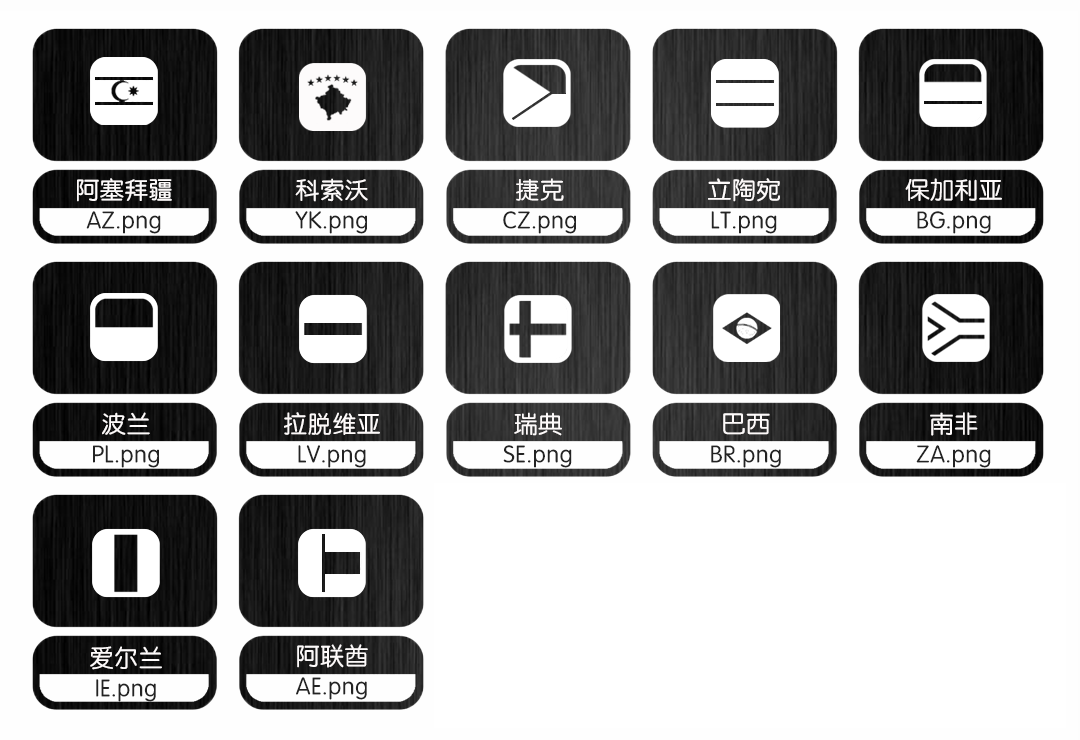 阿塞拜疆
AZ.png
科索沃
YK.png
捷克
CZ.png
立陶宛
LT.png
保加利亚
BG.png
波兰
PL.png
拉脱维亚
LV.png
瑞典
SE.png
巴西
BR.png
南非
ZA.png
爱尔兰
IE.png
阿联酋
AE.png